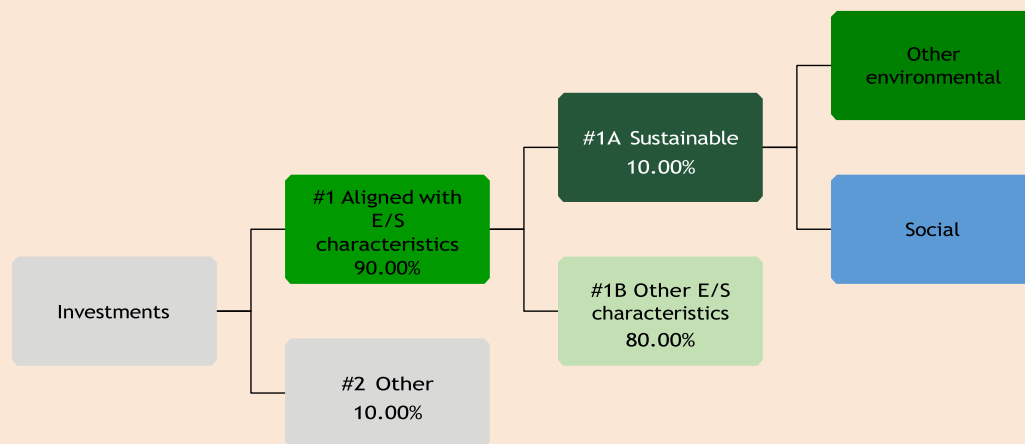 Other
environmental
#1A Sustainable
10.00%
#1 Aligned with
E/S
characteristics
90.00%
Social
Investments
#1B Other E/S
characteristics
80.00%
#2 Other
10.00%